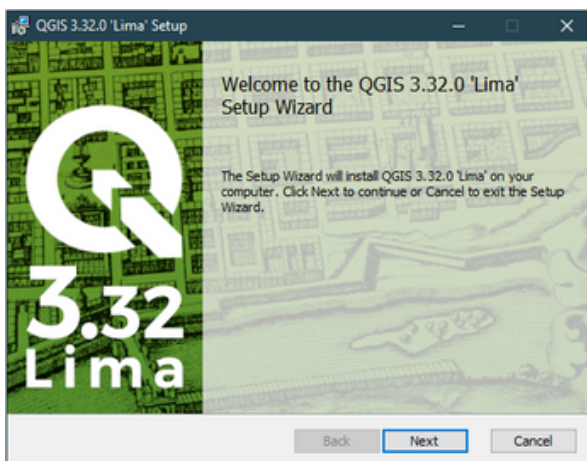 QGIS 3.32.0 'Lima' Setup
Welcome to the QGIS 3.32.0 'Lima'
Setup Wizard
The Setup Wizard will install QGIS 3.32.0 'Lima' on your
computer. Click Next to continue or Cancel to exit the Setup
Wizard.
3.32
Lima
Back Next Cancel